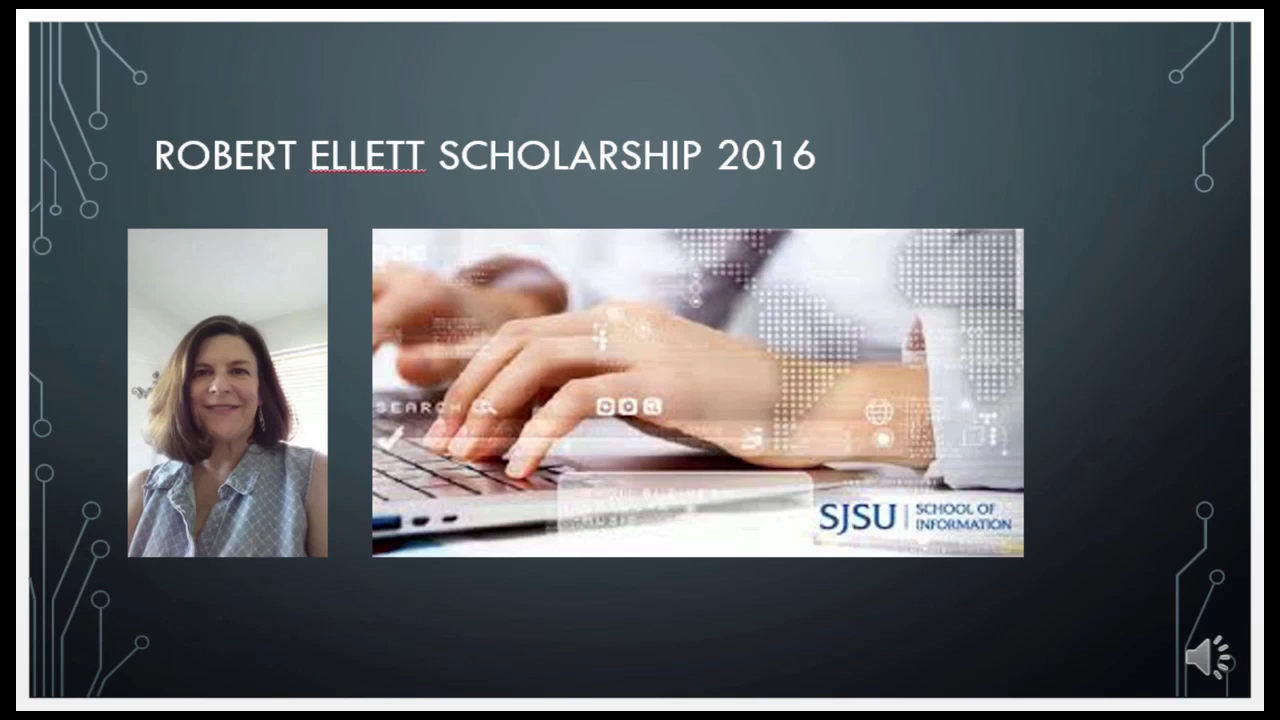 ROBERT ELLETT SCHOLARSHIP 2016
SEARCH
SJSU SCHOOL OF
INFORMATION